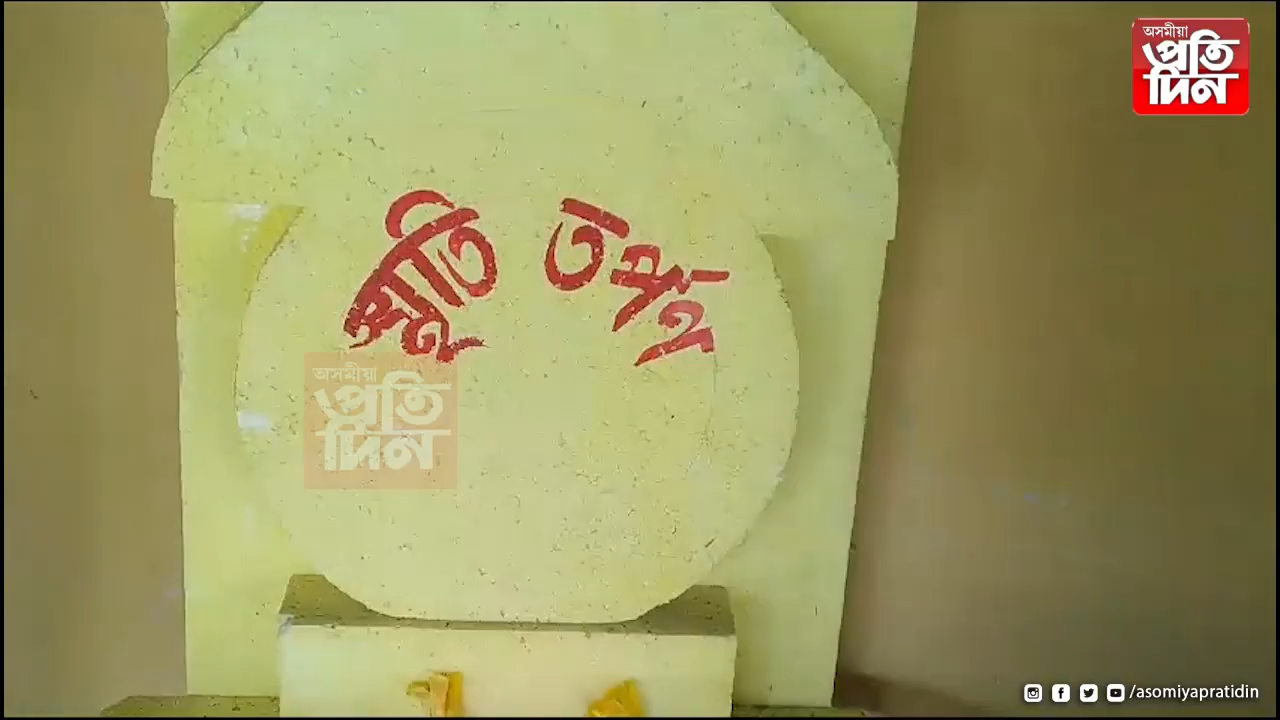 অসমীয়া
প্ৰতি
দিন
স্মৃতি তৰ্পণ
অসমীয়া
প্ৰতি
দিন
/asomiyapratidin